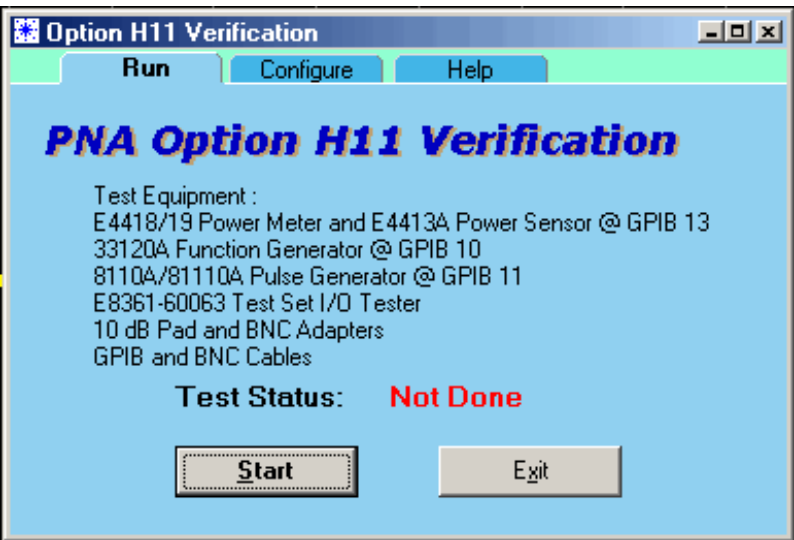 Option H11 Verification
Run Configure Help
PNA Option H11 Verification
Test Equipment :
E4418/19 Power Meter and E4413A Power Sensor @ GPIB 13
33120A Function Generator @ GPIB 10
8110A/81110A Pulse Generator @ GPIB 11
E8361-60063 Test Set I/O Tester
10 dB Pad and BNC Adapters
GPIB and BNC Cables
Test Status: Not Done
Start Exit